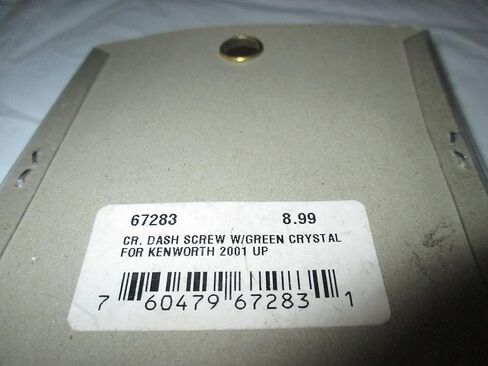 67283 8.99
CR. DASH SCREW W/GREEN CRYSTAL
FOR KENWORTH 2001 UP
7 60479 67283 1